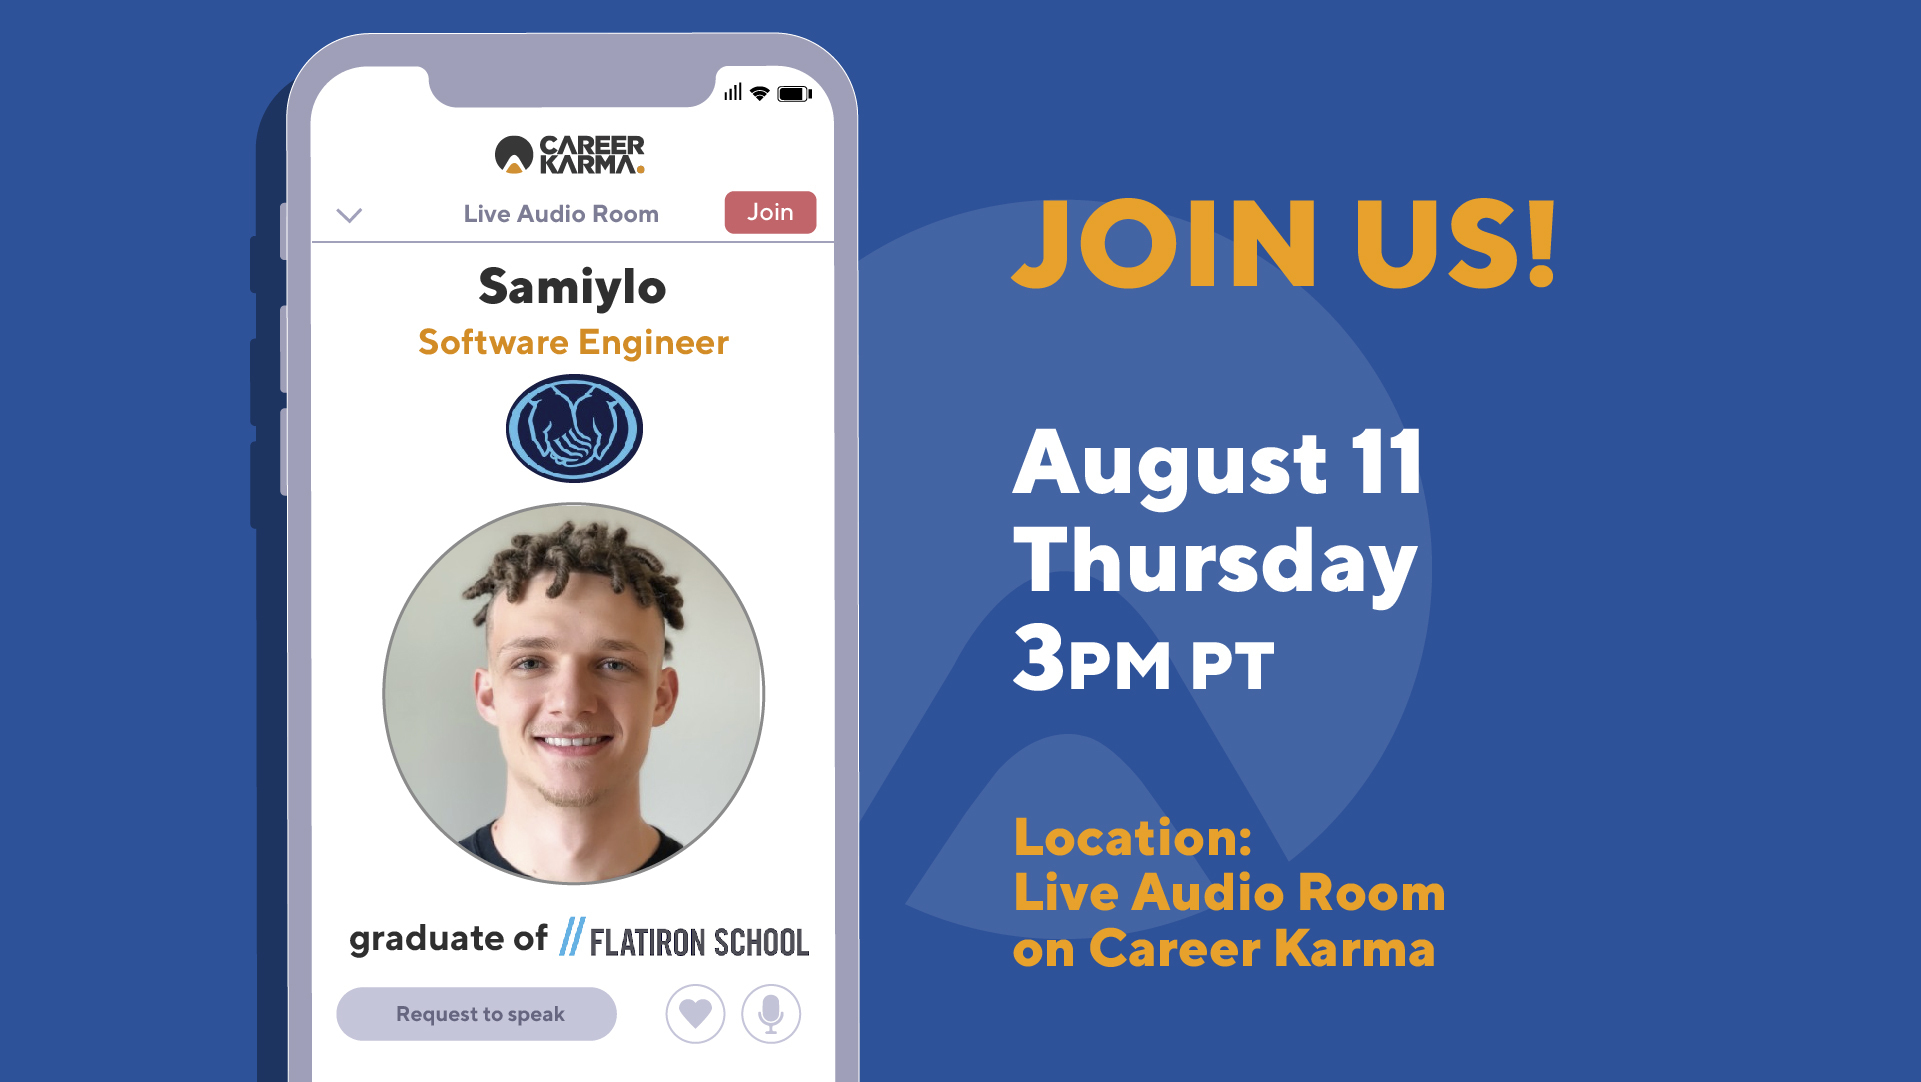 CAREER
KARMA.
Live Audio Room
Join
Samiylo
Software Engineer
graduate of // FLATIRON SCHOOL
Request to speak
JOIN US!
August 11
Thursday
3PM PT
Location:
Live Audio Room
on Career Karma